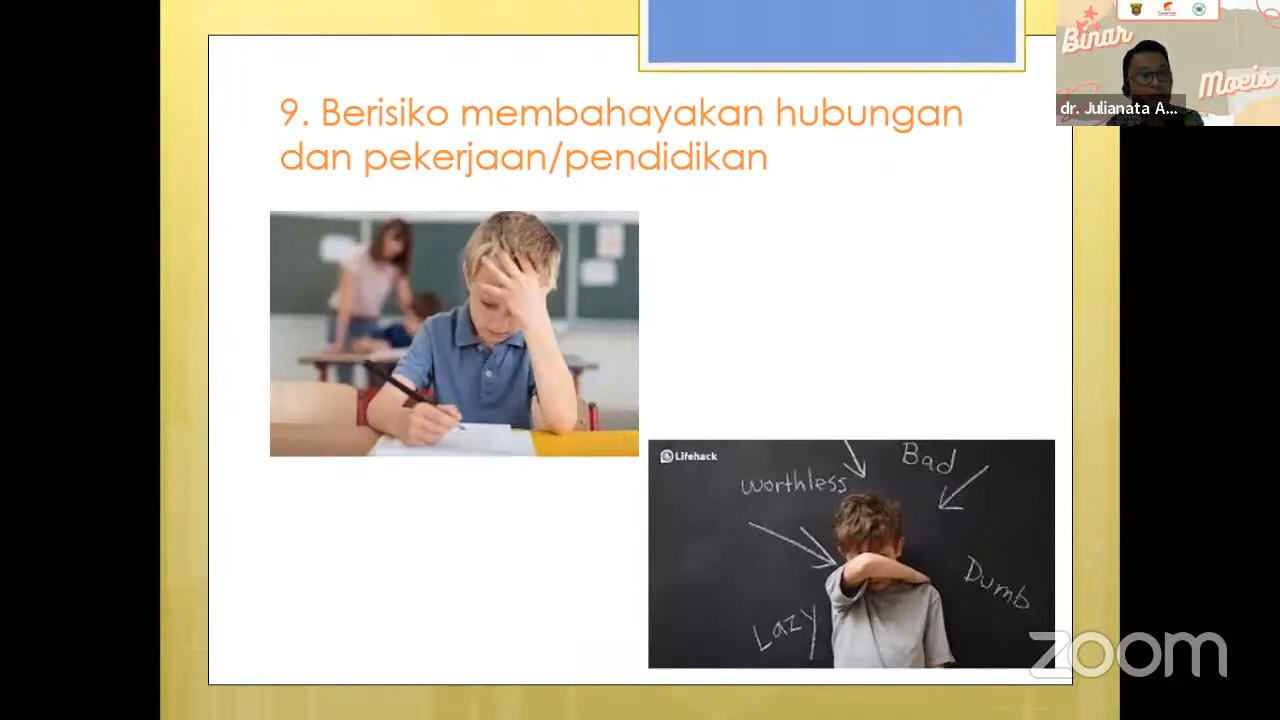 9. Berisiko membahayakan hubungan
dan pekerjaan/pendidikan
Binar
Moeis
dr. Julianata A...
Lifehack
worthless
Bad
Dumb
Lazy
zoom